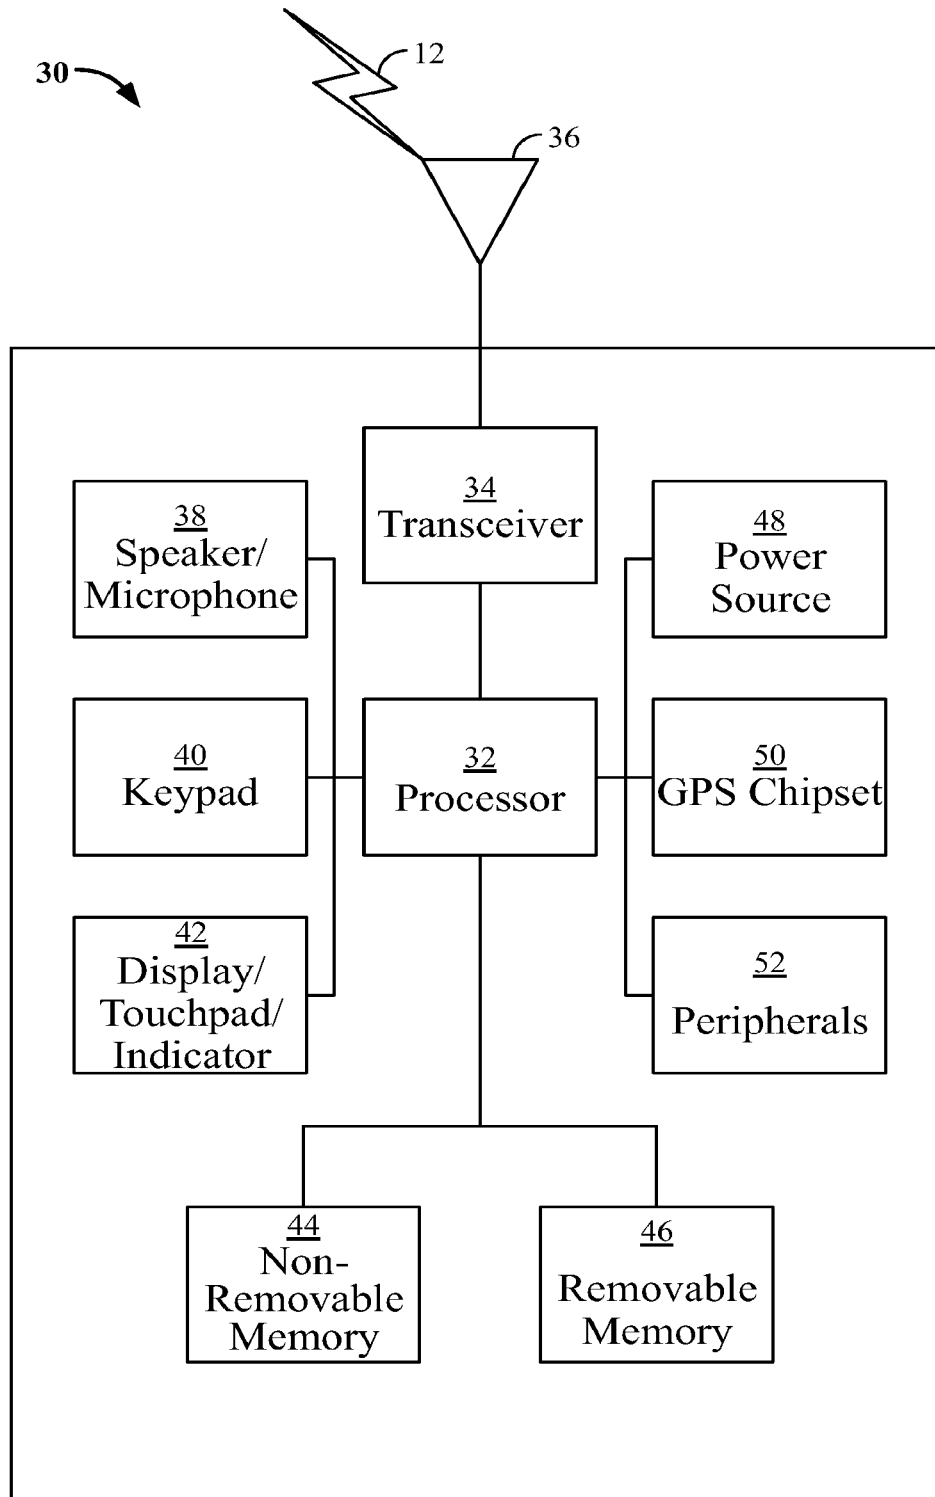 12
30
36
34
Transceiver
38
Speaker/
Microphone
48
Power
Source
40
Keypad
32
Processor
50
GPS Chipset
42
Display/
Touchpad/
Indicator
52
Peripherals
44
Non-
Removable
Memory
46
Removable
Memory